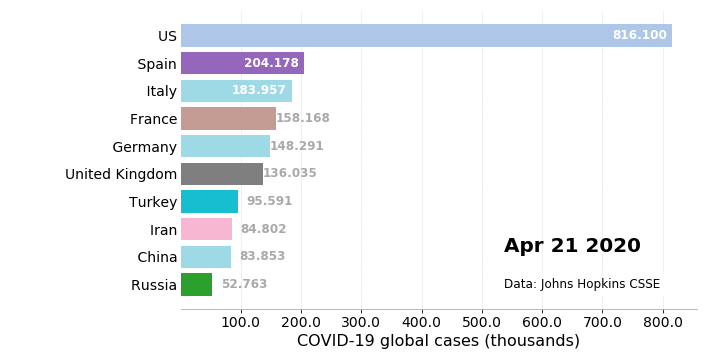 US 816.100
Spain 204.178
Italy 183.957
France 158.168
Germany 148.291
United Kingdom 136.035
Turkey 95.591
Iran 84.802
China 83.853
Russia 52.763
Apr 21 2020
Data: Johns Hopkins CSSE
100.0 200.0 300.0 400.0 500.0 600.0 700.0 800.0
COVID-19 global cases (thousands)